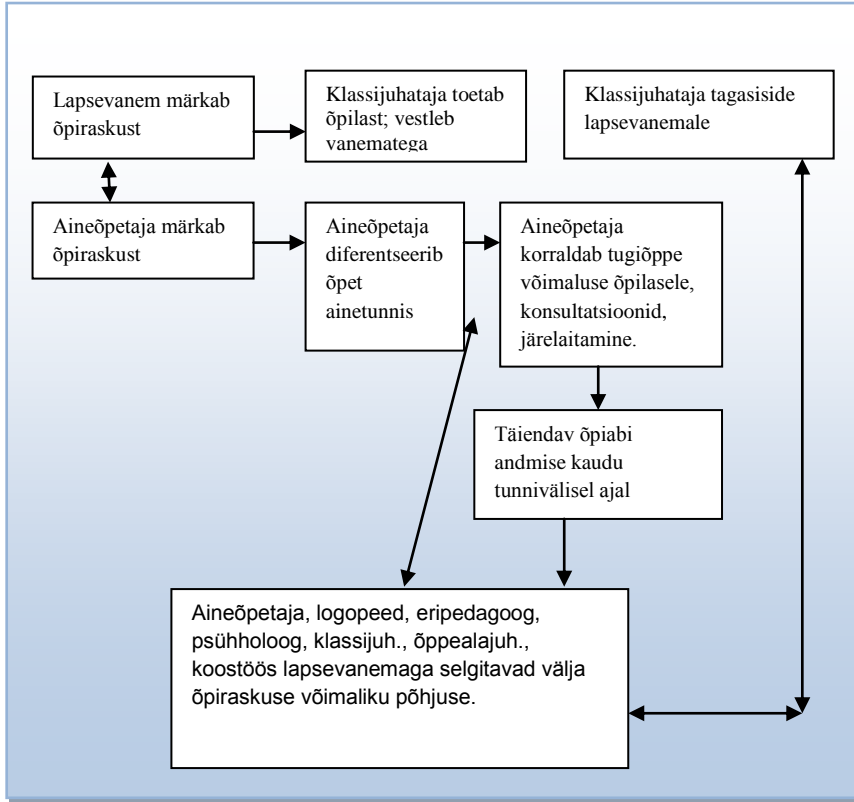 Lapsevanem märkab
õpiraskust
Klassijuhataja toetab
õpilast; vestleb
vanematega
Klassijuhataja tagasiside
lapsevanemale
Aineõpetaja märkab
õpiraskust
Aineõpetaja
diferentseerib
õpet
ainetunnis
Aineõpetaja
korraldab tugiõppe
võimaluse õpilasele,
konsultatsioonid,
järelaitamine.
Täiendav õpiabi
andmise kaudu
tunnivälisel ajal
Aineõpetaja, logopeed, eripedagoog,
psühholoog, klassijuh., õppealajuh.,
koostöös lapsevanemaga selgitavad välja
õpiraskuse võimaliku põhjuse.